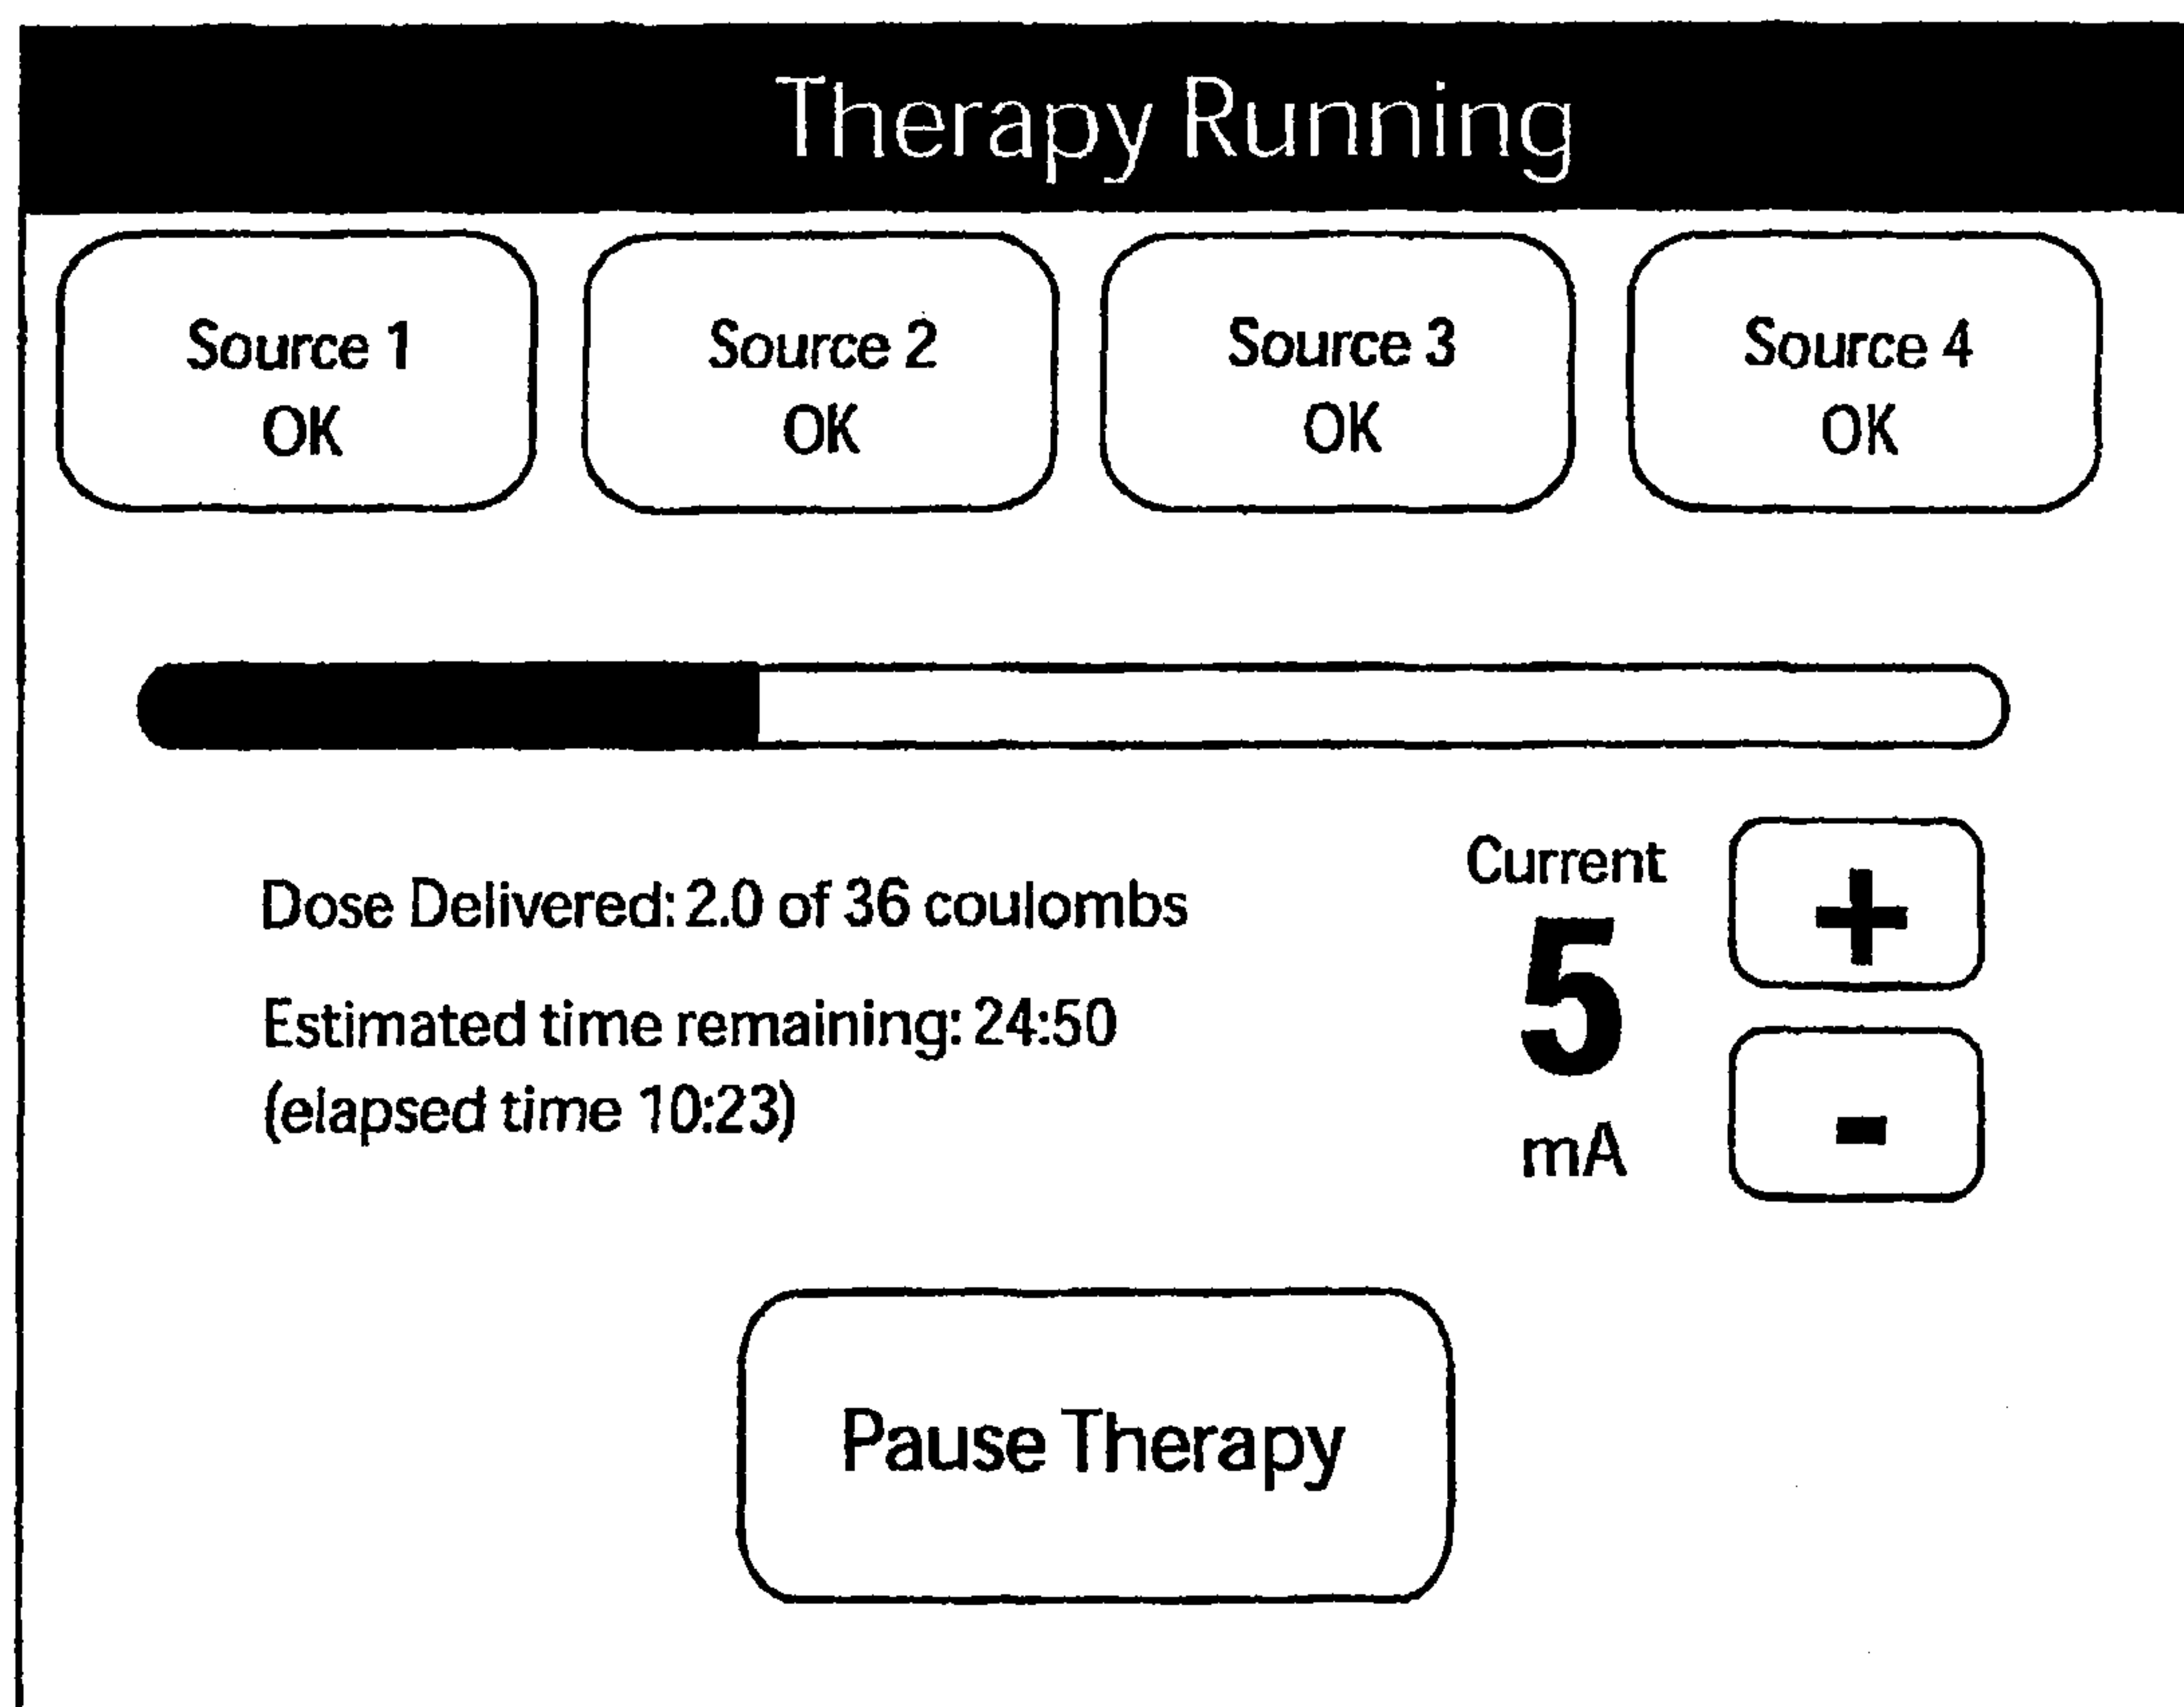 Therapy Running
Source 1
OK
Source 2
OK
Source 3
OK
Source 4
OK
Dose Delivered: 2.0 of 36 coulombs
Estimated time remaining: 24:50
(elapsed time 10:23)
Current
5
mA
+
-
Pause Therapy